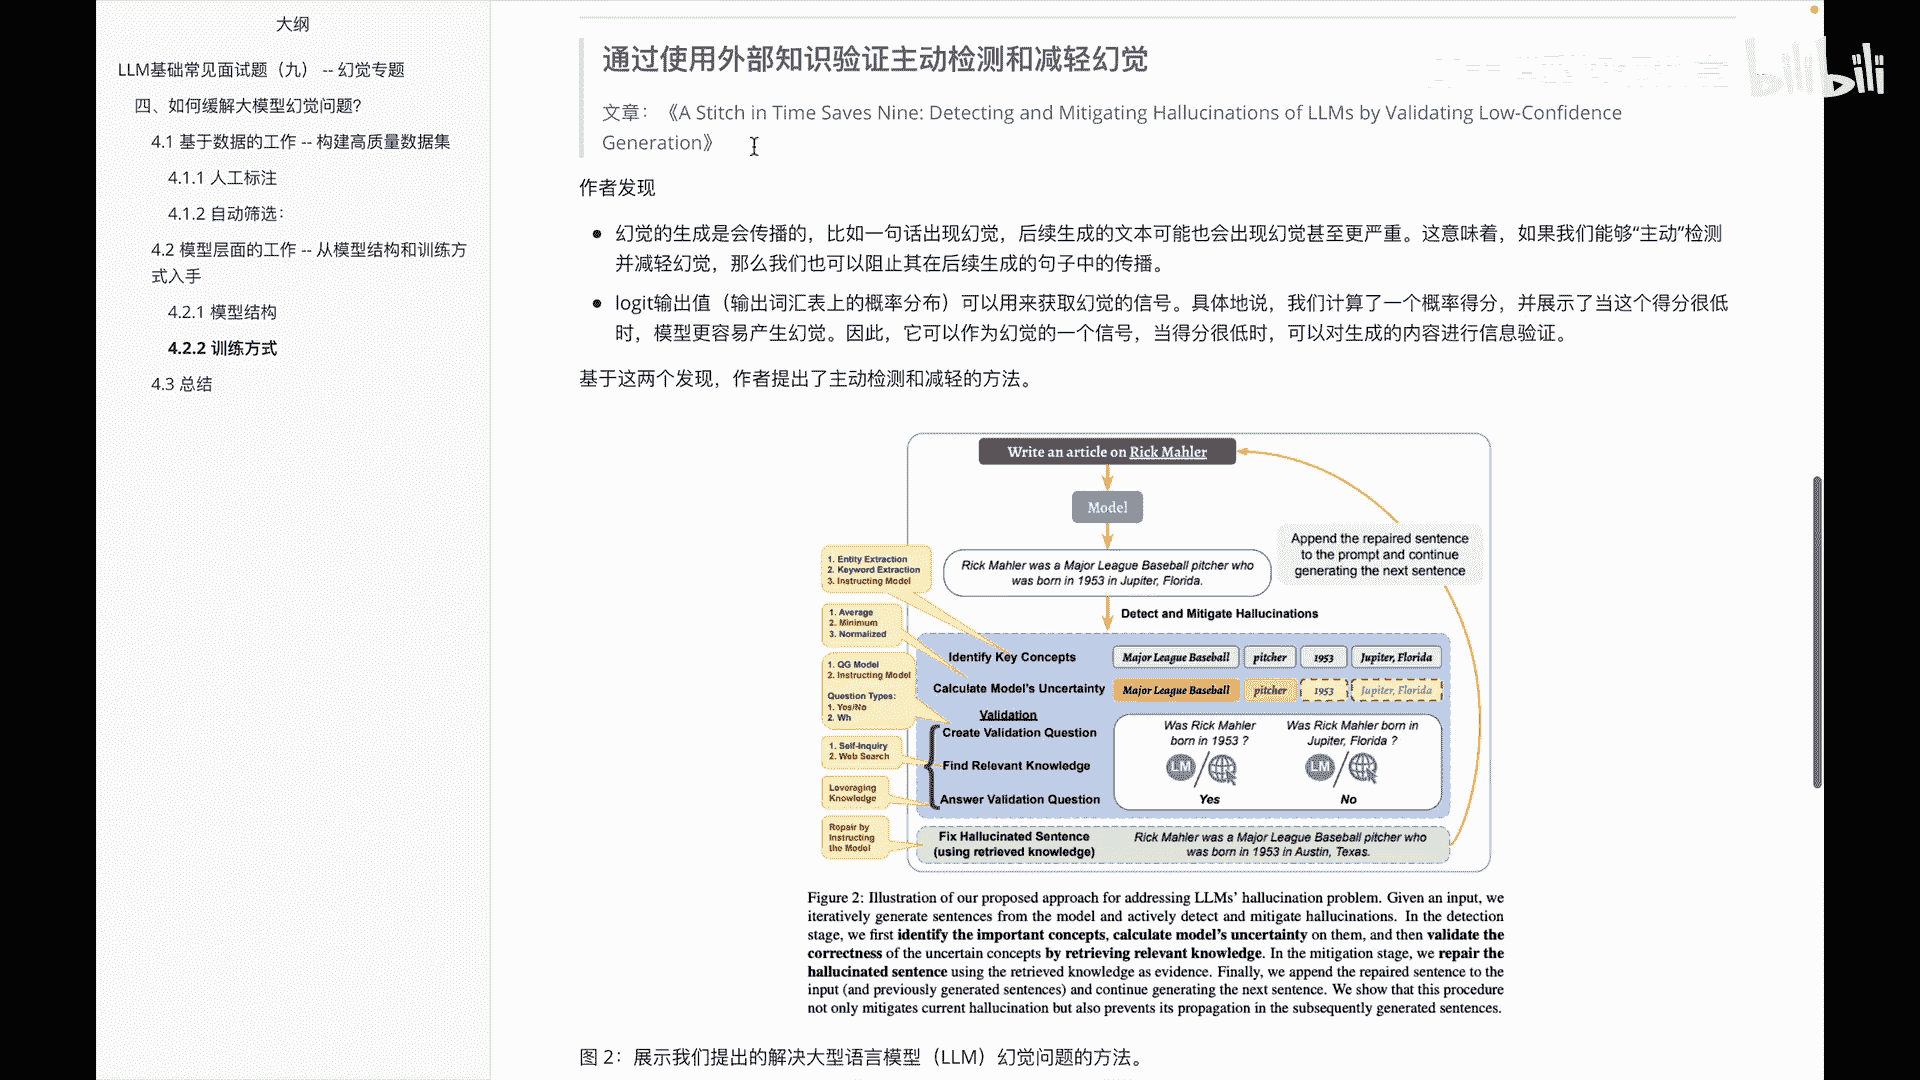 大纲
LLM基础常见面试题（九） -- 幻觉专题
四、如何缓解大模型幻觉问题？
4.1 基于数据的工作 -- 构建高质量数据集
4.1.1 人工标注
4.1.2 自动筛选：
4.2 模型层面的工作 -- 从模型结构和训练方
式入手
4.2.1 模型结构
4.2.2 训练方式
4.3 总结
通过使用外部知识验证主动检测和减轻幻觉
bilibili
文章：《A Stitch in Time Saves Nine: Detecting and Mitigating Hallucinations of LLMs by Validating Low-Confidence
Generation》
作者发现
幻觉的生成是会传播的，比如一句话出现幻觉，后续生成的文本可能也会出现幻觉甚至更严重。这意味着，如果我们能够“主动”检测
并减轻幻觉，那么我们也可以阻止其在后续生成的句子中的传播。
logit输出值（输出词汇表上的概率分布）可以用来获取幻觉的信号。具体地说，我们计算了一个概率得分，并展示了当这个得分很低
时，模型更容易产生幻觉。因此，它可以作为幻觉的一个信号，当得分很低时，可以对生成的内容进行信息验证。
基于这两个发现，作者提出了主动检测和减轻的方法。
Write an article on Rick Mahler
Model
Append the repaired sentence
to the prompt and continue
generating the next sentence
Rick Mahler was a Major League Baseball pitcher who
was born in 1953 in Jupiter, Florida.
Detect and Mitigate Hallucinations
1. Entity Extraction
2. Keyword Extraction
3. Instructing Model
1. Average
2. Minimum
3. Normalized
1. QG Model
2. Instructing Model
Question Types:
1. Yes/No
2. Wh
1. Self-Inquiry
2. Web Search
Leveraging
Knowledge
Repair by
Instructing
the Model
Identify Key Concepts
Major League Baseball pitcher 1953 Jupiter, Florida
Calculate Model's Uncertainty
Major League Baseball pitcher 1953 Jupiter, Florida
Validation
Create Validation Question
Was Rick Mahler
born in 1953 ?
Was Rick Mahler born in
Jupiter, Florida ?
Find Relevant Knowledge
LM
LM
Answer Validation Question
Yes
No
Fix Hallucinated Sentence
(using retrieved knowledge)
Rick Mahler was a Major League Baseball pitcher who
was born in 1953 in Austin, Texas.
Figure 2: Illustration of our proposed approach for addressing LLMs' hallucination problem. Given an input, we
iteratively generate sentences from the model and actively detect and mitigate hallucinations. In the detection
stage, we first identify the important concepts, calculate model's uncertainty on them, and then validate the
correctness of the uncertain concepts by retrieving relevant knowledge. In the mitigation stage, we repair the
hallucinated sentence using the retrieved knowledge as evidence. Finally, we append the repaired sentence to the
input (and previously generated sentences) and continue generating the next sentence. We show that this procedure
not only mitigates current hallucination but also prevents its propagation in the subsequently generated sentences.
图 2：展示我们提出的解决大型语言模型（LLM）幻觉问题的方法。